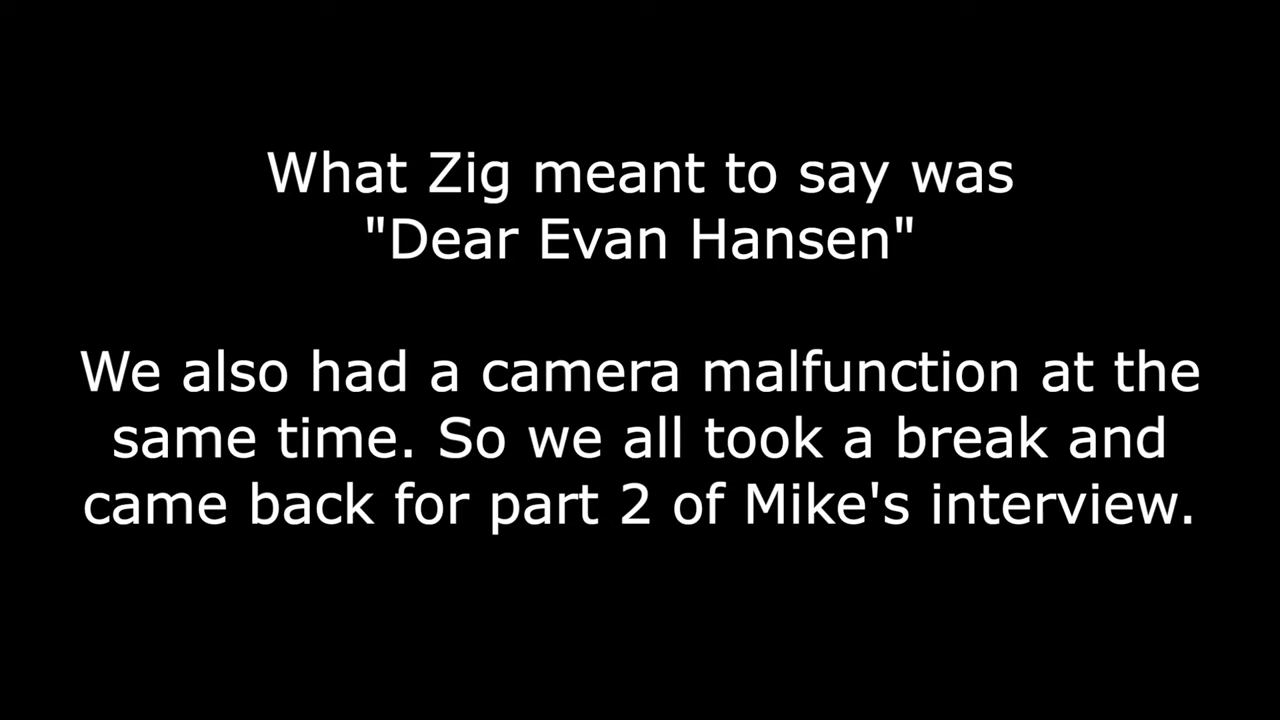 What Zig meant to say was
"Dear Evan Hansen"
We also had a camera malfunction at the
same time. So we all took a break and
came back for part 2 of Mike's interview.